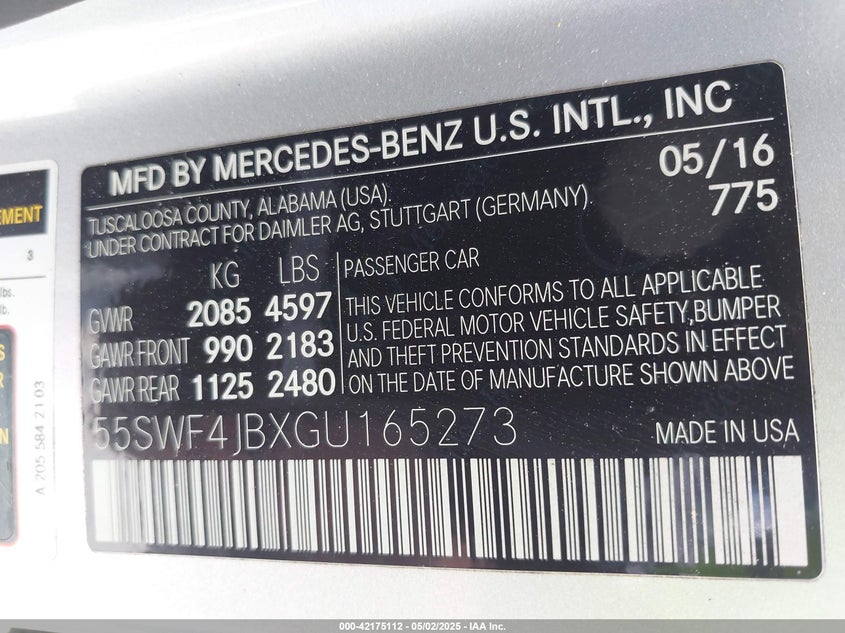 MFD BY MERCEDES-BENZ U.S. INTL., INC
TUSCALOOSA COUNTY, ALABAMA (USA).
UNDER CONTRACT FOR DAIMLER AG, STUTTGART (GERMANY).
05/16
775
KG LBS
GVWR 2085 4597
GAWR FRONT 990 2183
GAWR REAR 1125 2480
PASSENGER CAR
THIS VEHICLE CONFORMS TO ALL APPLICABLE
U.S. FEDERAL MOTOR VEHICLE SAFETY,BUMPER
AND THEFT PREVENTION STANDARDS IN EFFECT
ON THE DATE OF MANUFACTURE SHOWN ABOVE
55SWF4JBXGU165273
MADE IN USA
EMENT
3
lbs.
lb.
S
R
N
A 205 584 21 03
000-42175112 - 05/02/2025 - IAA Inc.